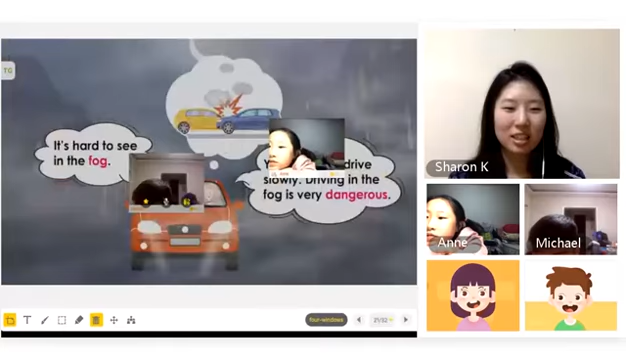 TO
It's hard to see
in the fog.
drive
slowly. Driving in the
fog is very dangerous.
Sharon K
Anne
Michael
T
four-windows